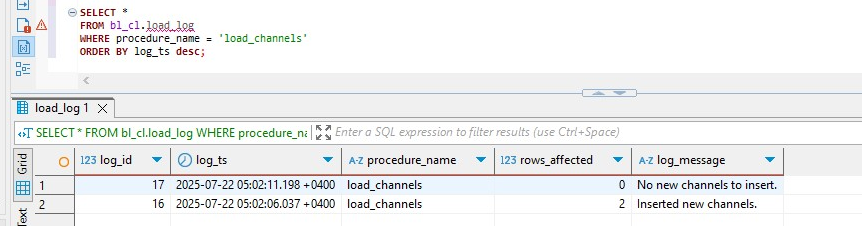 SELECT *
FROM bl_cl.load_log
WHERE procedure_name = 'load_channels'
ORDER BY log_ts desc;
load_log 1
SELECT * FROM bl_cl.load_log WHERE procedure_na
Enter a SQL expression to filter results (use Ctrl+Space)
Grid
Text
123 log_id log_ts A-Z procedure_name 123 rows_affected A-Z log_message
1 17 2025-07-22 05:02:11.198 +0400 load_channels 0 No new channels to insert.
2 16 2025-07-22 05:02:06.037 +0400 load_channels 2 Inserted new channels.